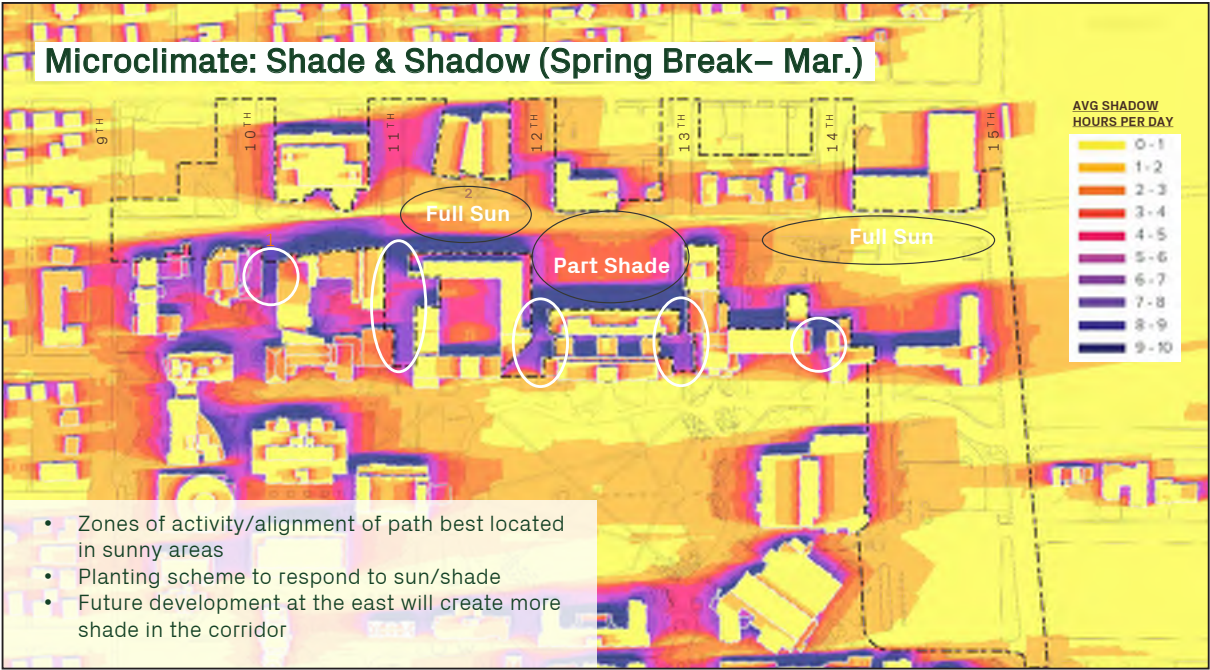 Microclimate: Shade & Shadow (Spring Break– Mar.)
AVG SHADOW
HOURS PER DAY
0 - 1
1 - 2
2 - 3
3 - 4
4 - 5
5 - 6
6 - 7
7 - 8
8 - 9
9 - 10
9TH
10TH
11TH
12TH
13TH
14TH
15TH
2
Full Sun
Part Shade
Full Sun
• Zones of activity/alignment of path best located
in sunny areas
• Planting scheme to respond to sun/shade
• Future development at the east will create more
shade in the corridor